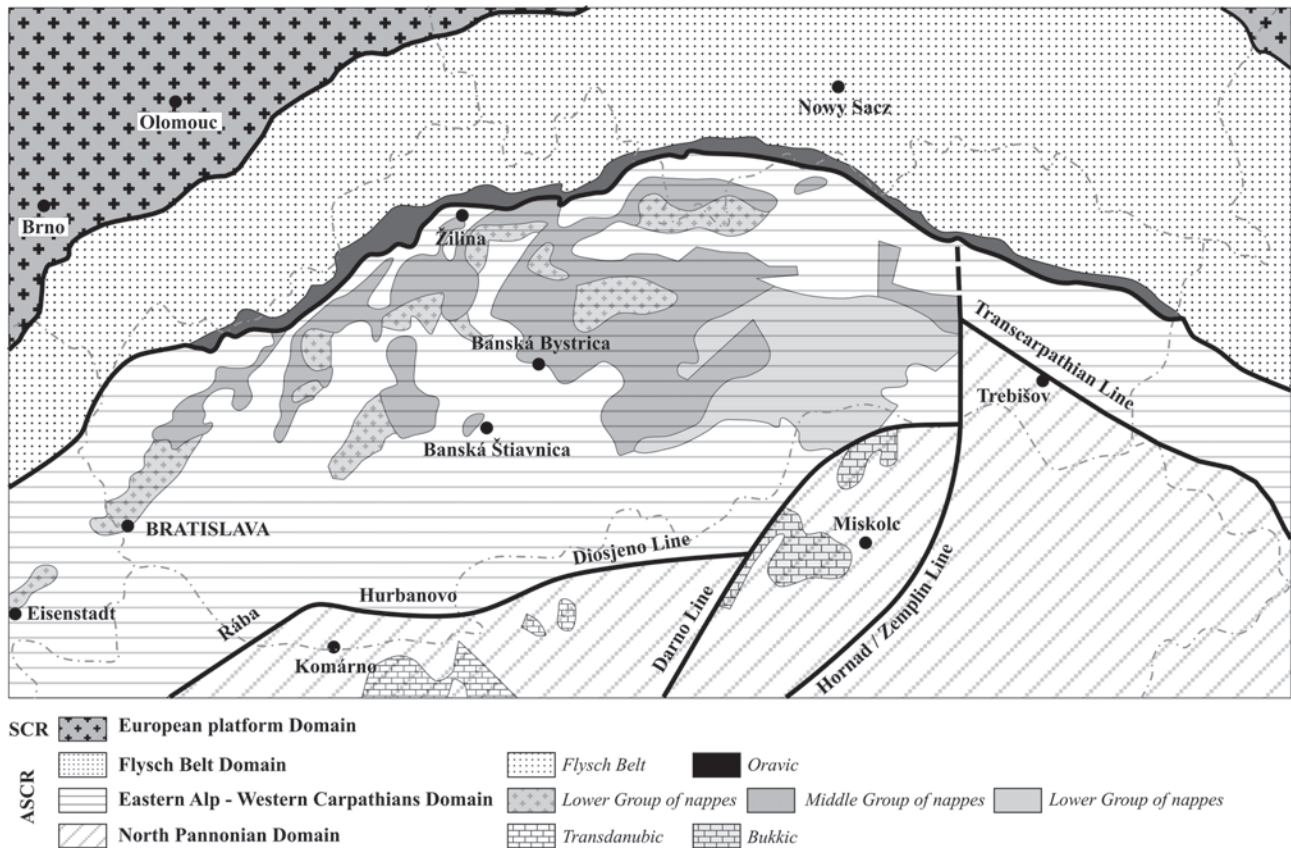 Olomouc
Nowy Sacz
Brno
Žilina
Banská Bystrica
Transcarpathian Line
Trebišov
Banská Štiavnica
BRATISLAVA
Miskolc
Diosjeno Line
Hurbanovo
Eisenstadt
Rába
Darno Line
Hornad / Zemplin Line
Komárno
SCR European platform Domain
ASCR
Flysch Belt Domain Flysch Belt Oravic
Eastern Alp - Western Carpathians Domain Lower Group of nappes Middle Group of nappes Lower Group of nappes
North Pannonian Domain Transdanubic Bukkic